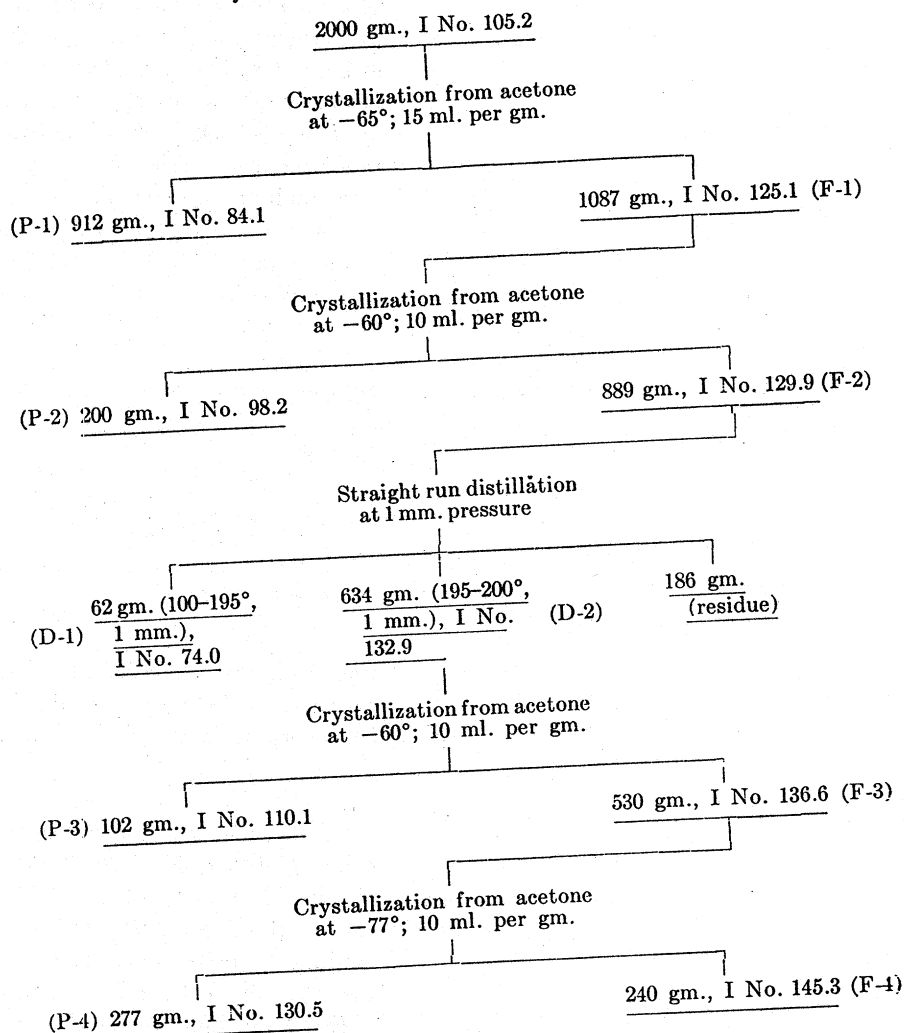 2000 gm., I No. 105.2
Crystallization from acetone
at −65°; 15 ml. per gm.
(P-1) 912 gm., I No. 84.1
1087 gm., I No. 125.1 (F-1)
Crystallization from acetone
at −60°; 10 ml. per gm.
(P-2) 200 gm., I No. 98.2
889 gm., I No. 129.9 (F-2)
Straight run distillation
at 1 mm. pressure
(D-1) 62 gm. (100–195°,
1 mm.),
I No. 74.0
634 gm. (195–200°,
1 mm.), I No. (D-2)
132.9
186 gm.
(residue)
Crystallization from acetone
at −60°; 10 ml. per gm.
(P-3) 102 gm., I No. 110.1
530 gm., I No. 136.6 (F-3)
Crystallization from acetone
at −77°; 10 ml. per gm.
(P-4) 277 gm., I No. 130.5
240 gm., I No. 145.3 (F-4)